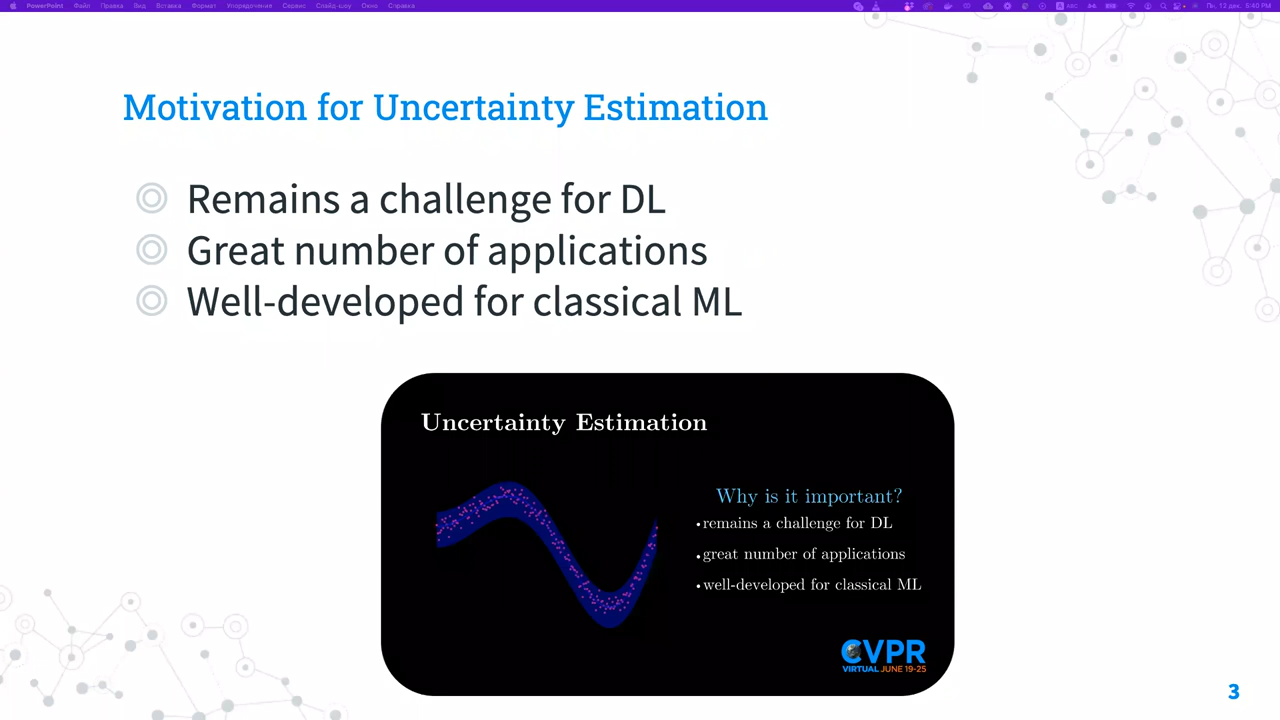 PowerPoint Файл Правка Вид Вставка Формат Упорядочения Сервис Слайд-шоу Окно Справка ABC Пн, 12 дек. 5:40 PM
Motivation for Uncertainty Estimation
Remains a challenge for DL
Great number of applications
Well-developed for classical ML
Uncertainty Estimation
Why is it important?
• remains a challenge for DL
• great number of applications
• well-developed for classical ML
CVPR
VIRTUAL JUNE 19-25
3